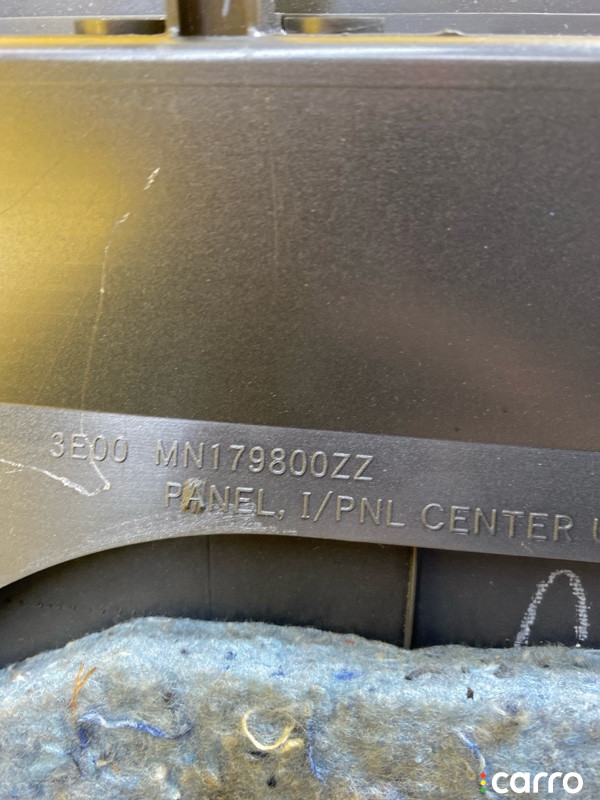 3E00 MN179800ZZ
PANEL, I/PNL CENTER
carro